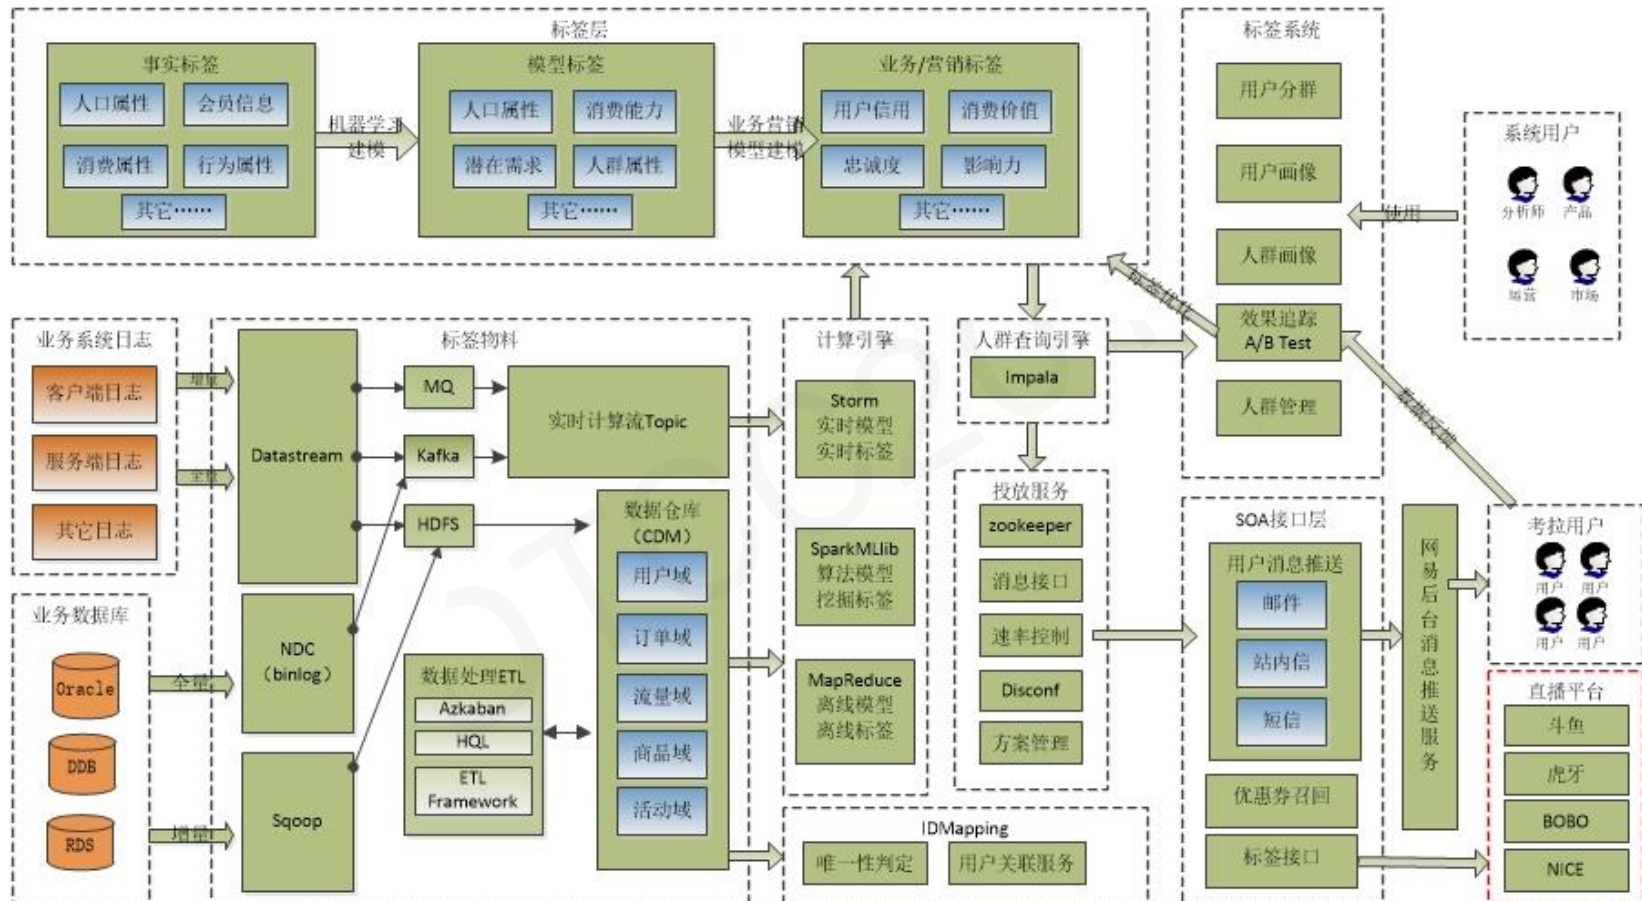 标签层
事实标签
人口属性
会员信息
消费属性
行为属性
其它……
机器学习
建模
模型标签
人口属性
消费能力
潜在需求
人群属性
其它……
业务营销
模型建模
业务/营销标签
用户信用
消费价值
忠诚度
影响力
其它……
标签系统
用户分群
用户画像
人群画像
效果追踪
A/B Test
人群管理
系统用户
分析师
产品
运营
市场
使用
标签优化
数据反馈
业务系统日志
客户端日志
服务端日志
其它日志
增量
全量
业务数据库
Oracle
DDB
RDS
全量
增量
标签物料
Datastream
NDC
（binlog）
Sqoop
MQ
Kafka
HDFS
实时计算流Topic
数据仓库
（CDM）
用户域
订单域
流量域
商品域
活动域
数据处理ETL
Azkaban
HQL
ETL
Framework
计算引擎
Storm
实时模型
实时标签
SparkMLlib
算法模型
挖掘标签
MapReduce
离线模型
离线标签
人群查询引擎
Impala
投放服务
zookeeper
消息接口
速率控制
Disconf
方案管理
IDMapping
唯一性判定
用户关联服务
SOA接口层
用户消息推送
邮件
站内信
短信
优惠券召回
标签接口
网易后台消息推送服务
考拉用户
用户
用户
用户
用户
直播平台
斗鱼
虎牙
BOBO
NICE